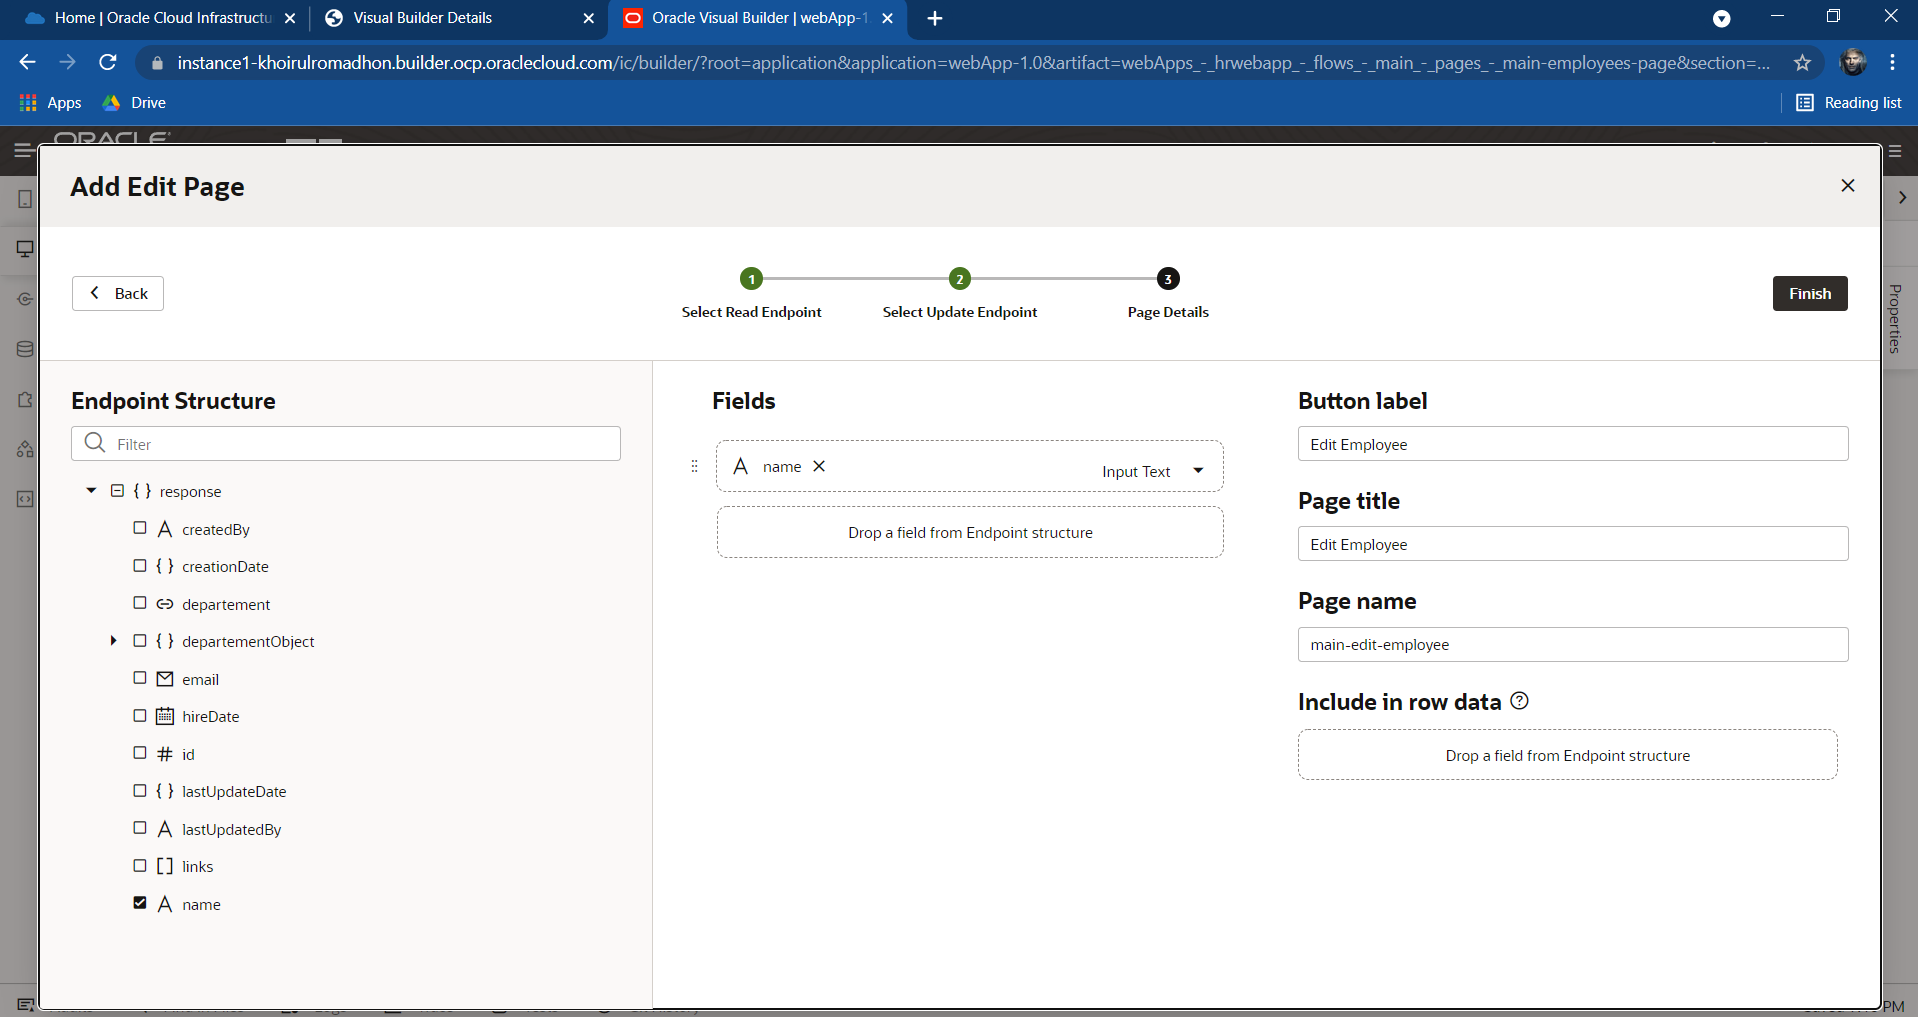 Home | Oracle Cloud Infrastructu
Visual Builder Details
Oracle Visual Builder | webApp-1
instance1-khoirulromadhon.builder.ocp.oraclecloud.com/ic/builder/?root=application&application=webApp-1.0&artifact=webApps_-_hrwebapp_-_flows_-_main_-_pages_-_main-employees-page&section=...
Apps
Drive
Reading list
ORACLE
Add Edit Page
Back
1
2
3
Select Read Endpoint
Select Update Endpoint
Page Details
Finish
Properties
Endpoint Structure
Filter
{ } response
createdBy
{ } creationDate
departement
{ } departementObject
email
hireDate
# id
{ } lastUpdateDate
lastUpdatedBy
[ ] links
name
Fields
name
Input Text
Drop a field from Endpoint structure
Button label
Edit Employee
Page title
Edit Employee
Page name
main-edit-employee
Include in row data
Drop a field from Endpoint structure
PM